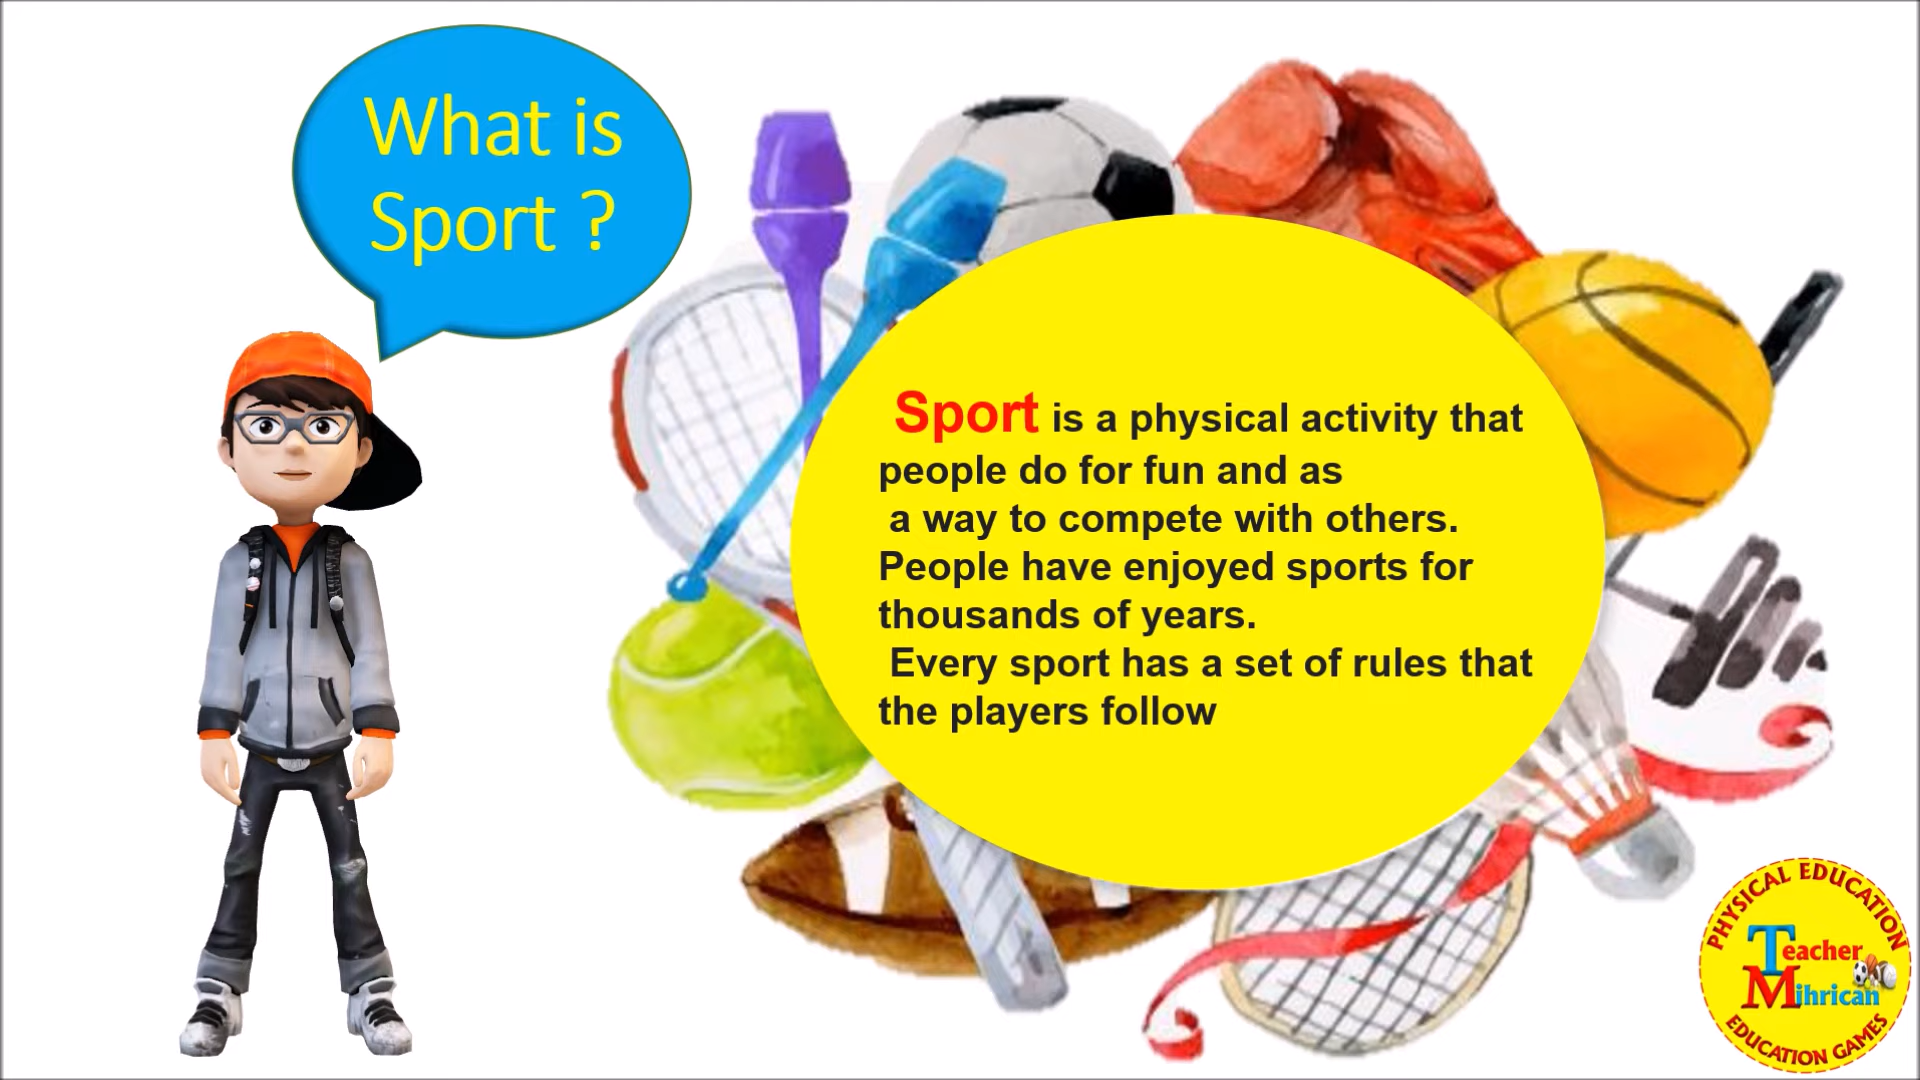 What is
Sport ?
Sport is a physical activity that
people do for fun and as
a way to compete with others.
People have enjoyed sports for
thousands of years.
Every sport has a set of rules that
the players follow
PHYSICAL EDUCATION
Teacher
Mihrican
EDUCATION GAMES